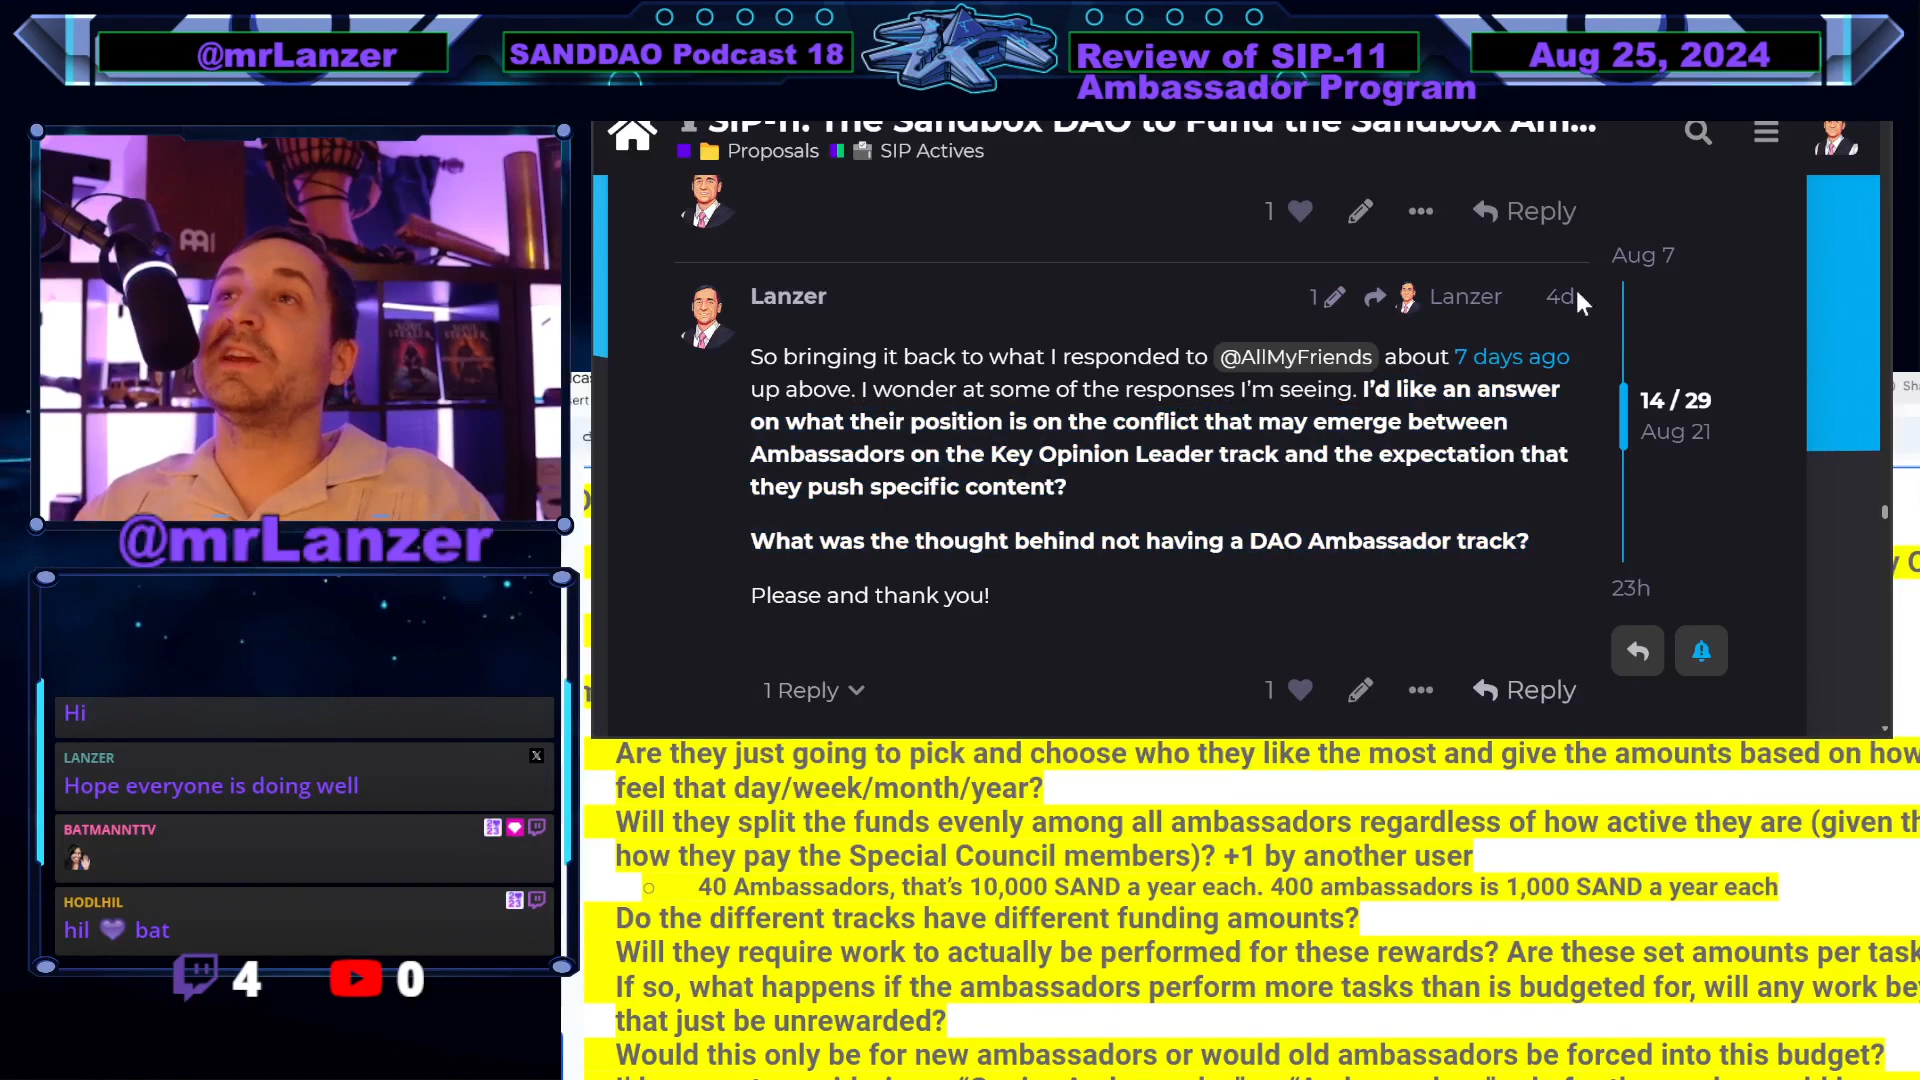 @mrLanzer
SANDDAO Podcast 18
Review of SIP-11
Ambassador Program
Aug 25, 2024
SIP-11: The Sandbox DAO to Fund the Sandbox Am...
Proposals SIP Actives
1 Reply
Aug 7
Lanzer
1 Lanzer 4d
So bringing it back to what I responded to @AllMyFriends about 7 days ago
up above. I wonder at some of the responses I'm seeing. I'd like an answer
on what their position is on the conflict that may emerge between
Ambassadors on the Key Opinion Leader track and the expectation that
they push specific content?
What was the thought behind not having a DAO Ambassador track?
Please and thank you!
14 / 29
Aug 21
23h
1 Reply
1 Reply
@mrLanzer
Hi
LANZER
Hope everyone is doing well
BATMANNTTV
HODLHIL
hil 💜 bat
4
0
Are they just going to pick and choose who they like the most and give the amounts based on how
feel that day/week/month/year?
Will they split the funds evenly among all ambassadors regardless of how active they are (given th
how they pay the Special Council members)? +1 by another user
○ 40 Ambassadors, that's 10,000 SAND a year each. 400 ambassadors is 1,000 SAND a year each
Do the different tracks have different funding amounts?
Will they require work to actually be performed for these rewards? Are these set amounts per task
If so, what happens if the ambassadors perform more tasks than is budgeted for, will any work bey
that just be unrewarded?
Would this only be for new ambassadors or would old ambassadors be forced into this budget?